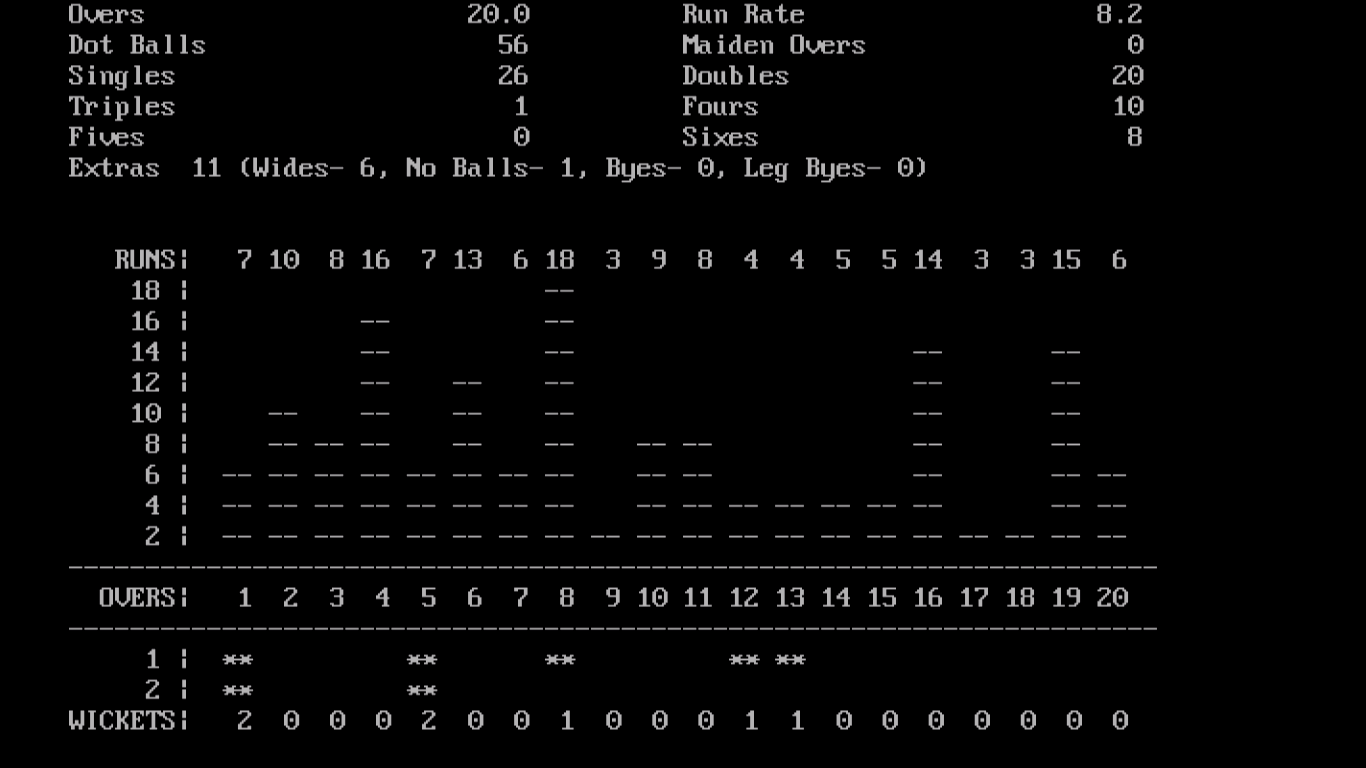 Overs 20.0 Run Rate 8.2
Dot Balls 56 Maiden Overs 0
Singles 26 Doubles 20
Triples 1 Fours 10
Fives 0 Sixes 8
Extras 11 (Wides- 6, No Balls- 1, Byes- 0, Leg Byes- 0)
RUNS¦ 7 10 8 16 7 13 6 18 3 9 8 4 4 5 5 14 3 3 15 6
18 ¦ --
16 ¦ -- --
14 ¦ -- -- -- --
12 ¦ -- -- -- -- --
10 ¦ -- -- -- -- -- --
8 ¦ -- -- -- -- -- -- -- -- --
6 ¦ -- -- -- -- -- -- -- -- -- -- -- -- --
4 ¦ -- -- -- -- -- -- -- -- -- -- -- -- -- -- -- -- --
2 ¦ -- -- -- -- -- -- -- -- -- -- -- -- -- -- -- -- -- -- -- --
-----------------------------------------------------------------------
OVERS¦ 1 2 3 4 5 6 7 8 9 10 11 12 13 14 15 16 17 18 19 20
-----------------------------------------------------------------------
1 ¦ ** ** ** ** **
2 ¦ ** **
WICKETS¦ 2 0 0 0 2 0 0 1 0 0 0 1 1 0 0 0 0 0 0 0